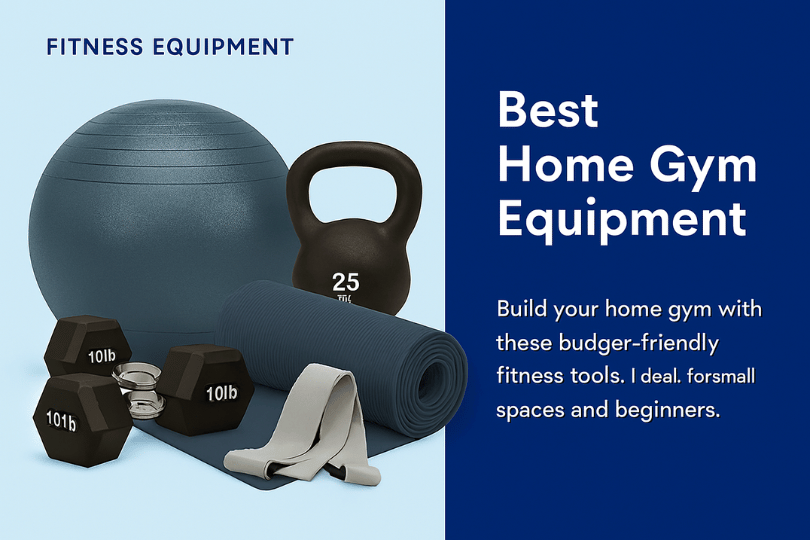 FITNESS EQUIPMENT
Best
Home Gym
Equipment
Build your home gym with
these budger-friendly
fitness tools. I deal. forsmall
spaces and beginners.
25
10lb
10lb
101b